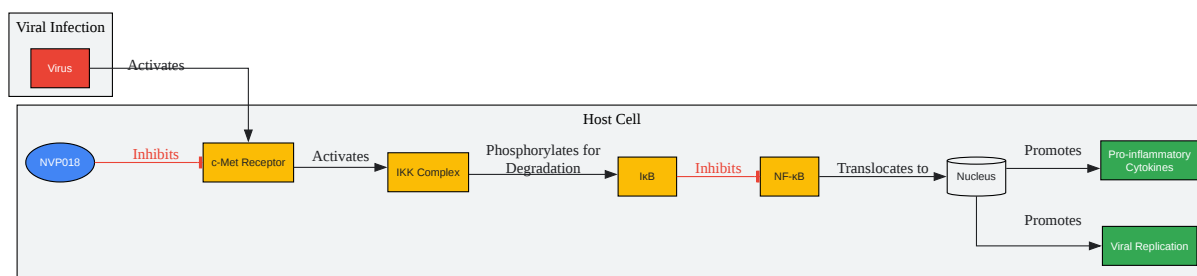 Viral Infection
Virus
Activates
Host Cell
NVP018
Inhibits
c-Met Receptor
Activates
IKK Complex
Phosphorylates for
Degradation
IκB
Inhibits
NF-κB
Translocates to
Nucleus
Promotes
Pro-inflammatory
Cytokines
Promotes
Viral Replication